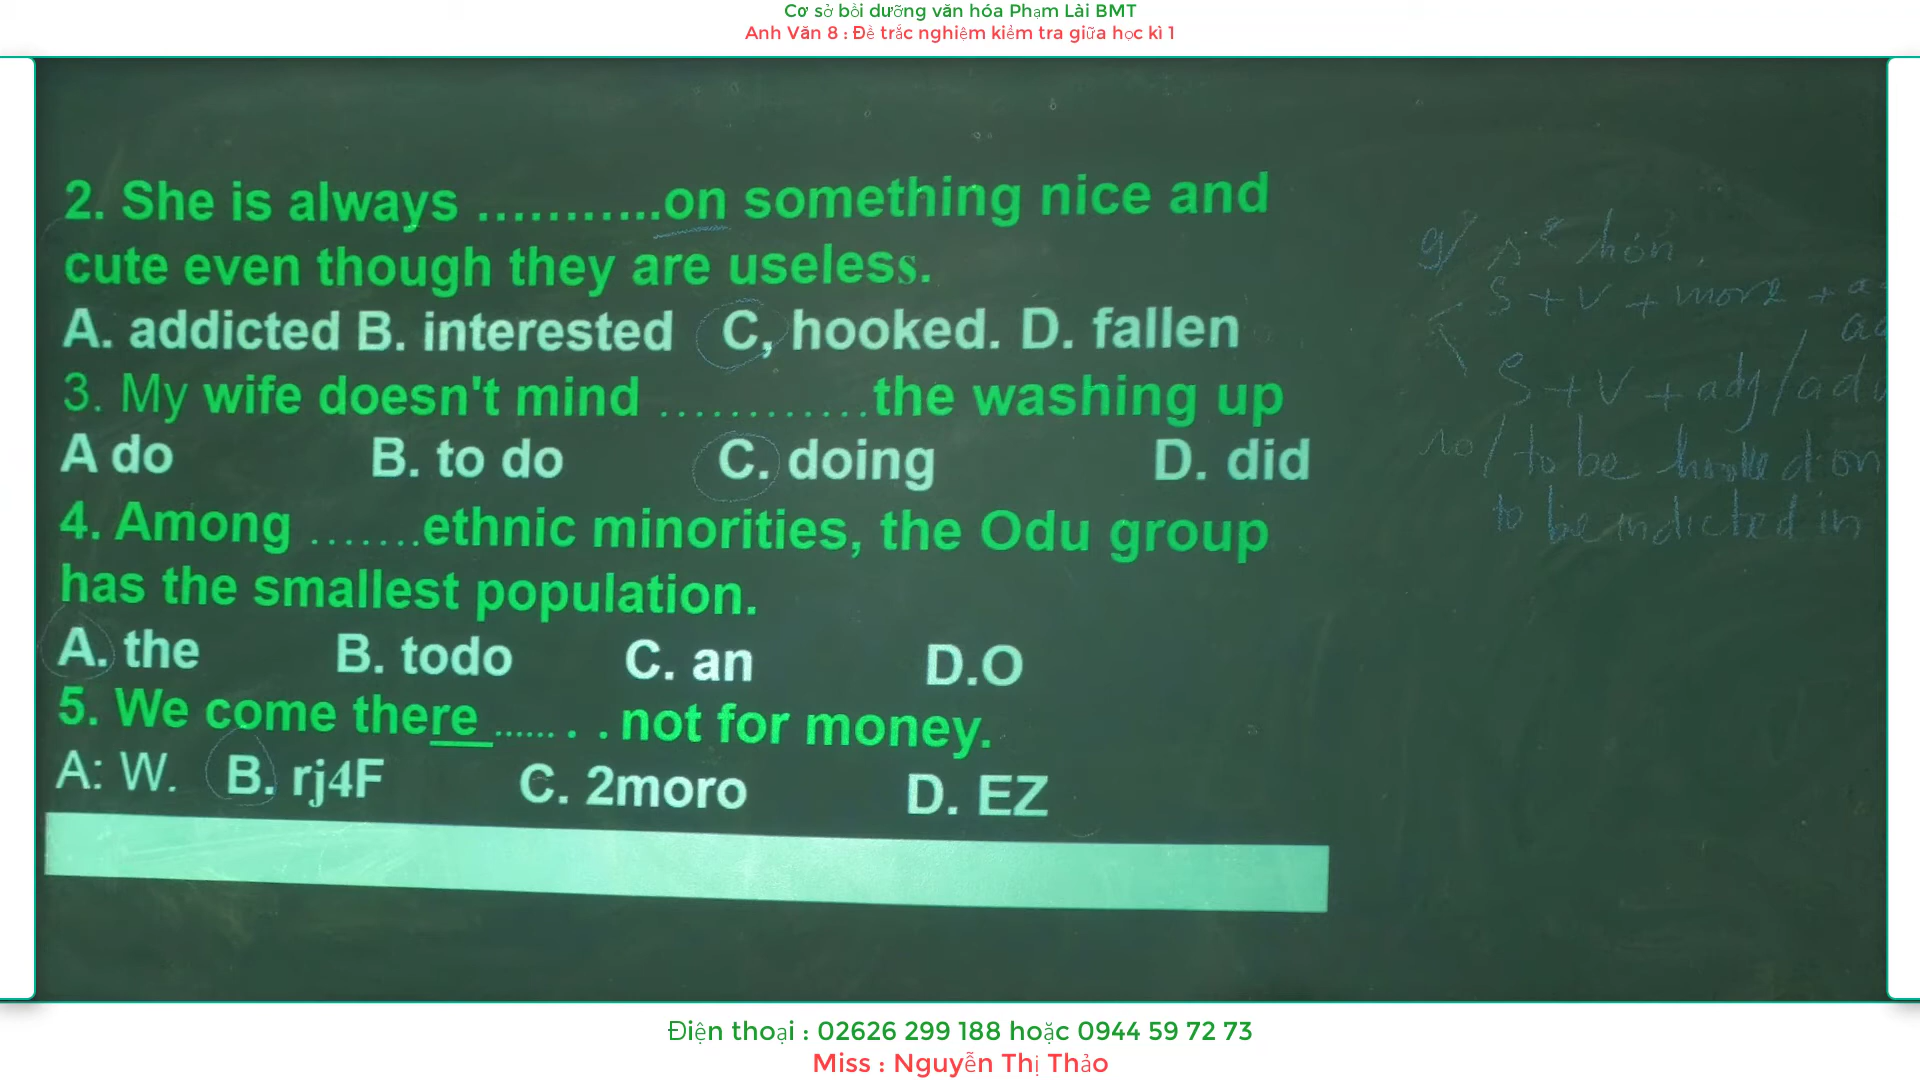 Cơ sở bồi dưỡng văn hóa Phạm Lài BMT
Anh Văn 8 : Đề trắc nghiệm kiểm tra giữa học kì 1
2. She is always ...........on something nice and
cute even though they are useless.
A. addicted B. interested C, hooked. D. fallen
3. My wife doesn't mind ............the washing up
A do B. to do C. doing D. did
4. Among .......ethnic minorities, the Odu group
has the smallest population.
A. the B. todo C. an D.O
5. We come there ...... . . not for money.
A: W. B. rj4F C. 2moro D. EZ
9/ s² hơn.
S + V + more + a
S + V + adj/adv
10/ to be hooked on
to be indicted in
Điện thoại : 02626 299 188 hoặc 0944 59 72 73
Miss : Nguyễn Thị Thảo